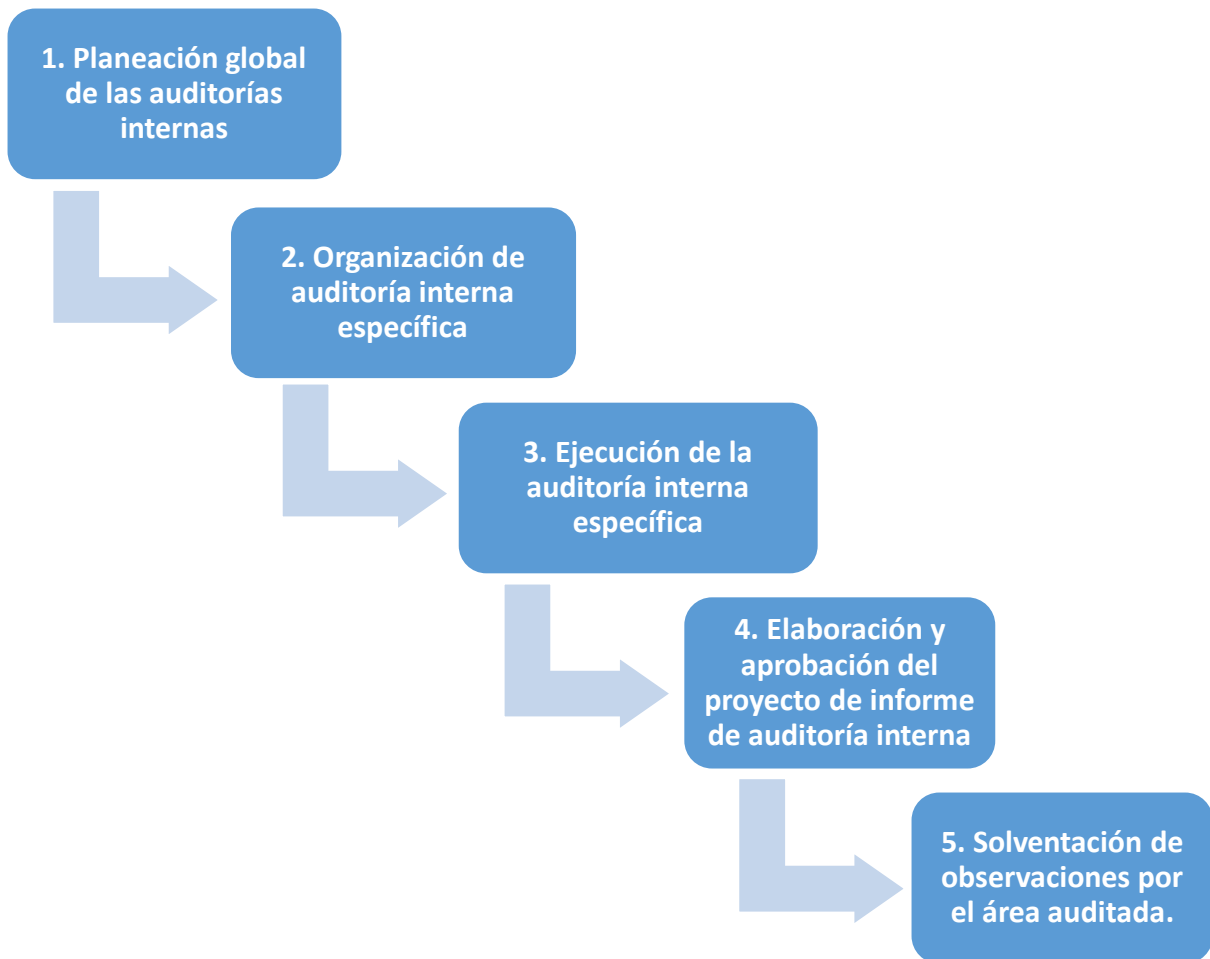 1. Planeación global
de las auditorías
internas
2. Organización de
auditoría interna
específica
3. Ejecución de la
auditoría interna
específica
4. Elaboración y
aprobación del
proyecto de informe
de auditoría interna
5. Solventación de
observaciones por
el área auditada.